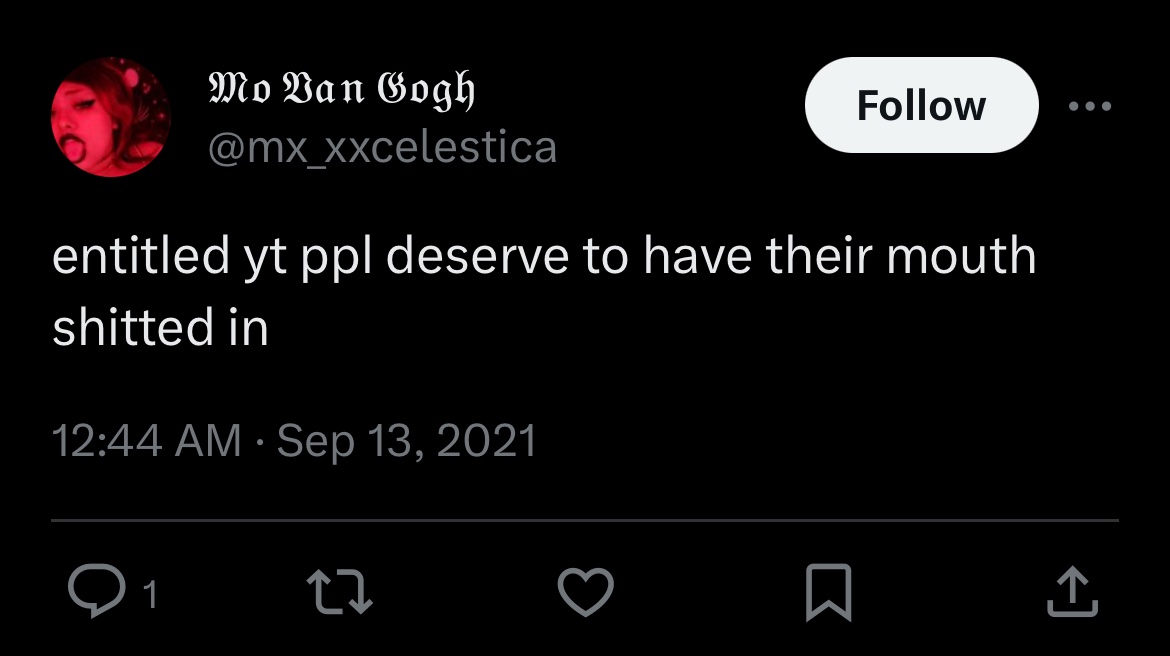 𝕸𝖔 𝖁𝖆𝖓 𝕲𝖔𝖌𝖍
Follow
@mx_xxcelestica
entitled yt ppl deserve to have their mouth
shitted in
12:44 AM · Sep 13, 2021
1